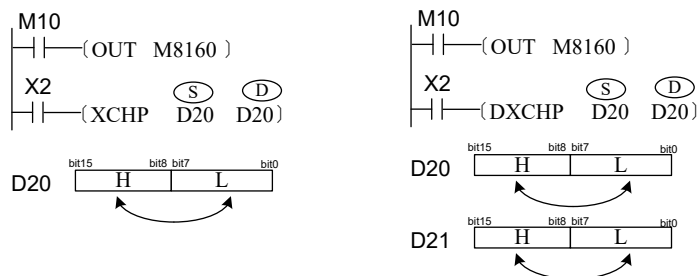 M10
(OUT M8160)
X2
S D
(XCHP D20 D20)
bit15 bit8 bit7 bit0
D20 H L
M10
(OUT M8160)
X2
S D
(DXCHP D20 D20)
bit15 bit8 bit7 bit0
D20 H L
bit15 bit8 bit7 bit0
D21 H L